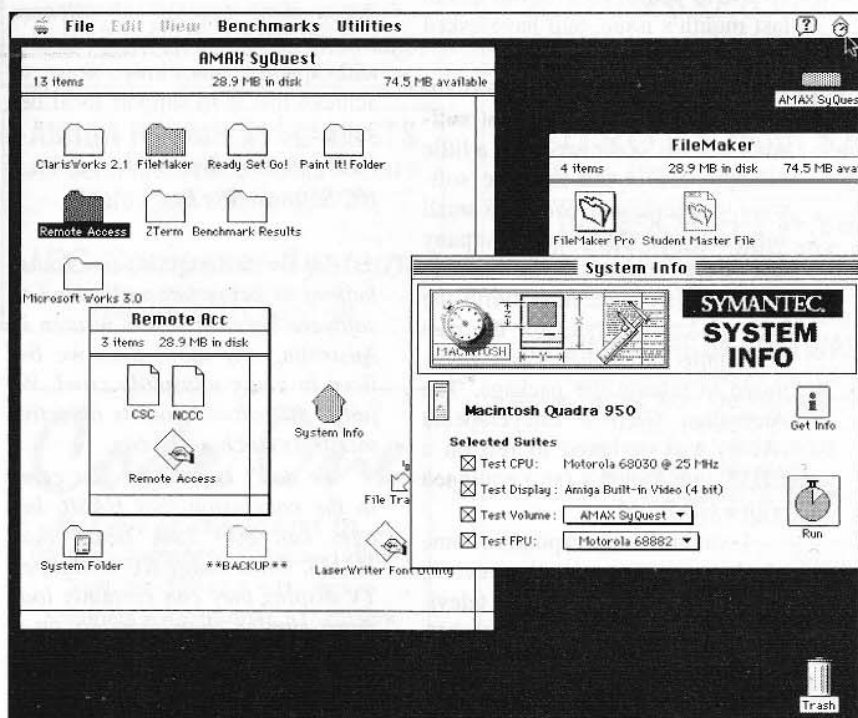 File Edit View Benchmarks Utilities
AMAX SyQuest
13 items 28.9 MB in disk 74.5 MB available
ClarisWorks 2.1 FileMaker Ready Set Go! Paint It! Folder
Remote Access ZTerm Benchmark Results
Microsoft Works 3.0
Remote Acc
3 items 28.9 MB in disk
CSC NCCC
Remote Access
System Info
File Tra
System Folder **BACKUP** LaserWriter Font Utility
AMAX SyQues
FileMaker
4 items 28.9 MB in disk 74.5 MB ava
FileMaker Pro Student Master File
System Info
MACINTOSH
X - Y
SYMANTEC.
SYSTEM
INFO
Macintosh Quadra 950
Get Info
Selected Suites
Test CPU: Motorola 68030 @ 25 MHz
Test Display: Amiga Built-in Video (4 bit)
Test Volume: AMAX SyQuest
Test FPU: Motorola 68882
Run
Trash